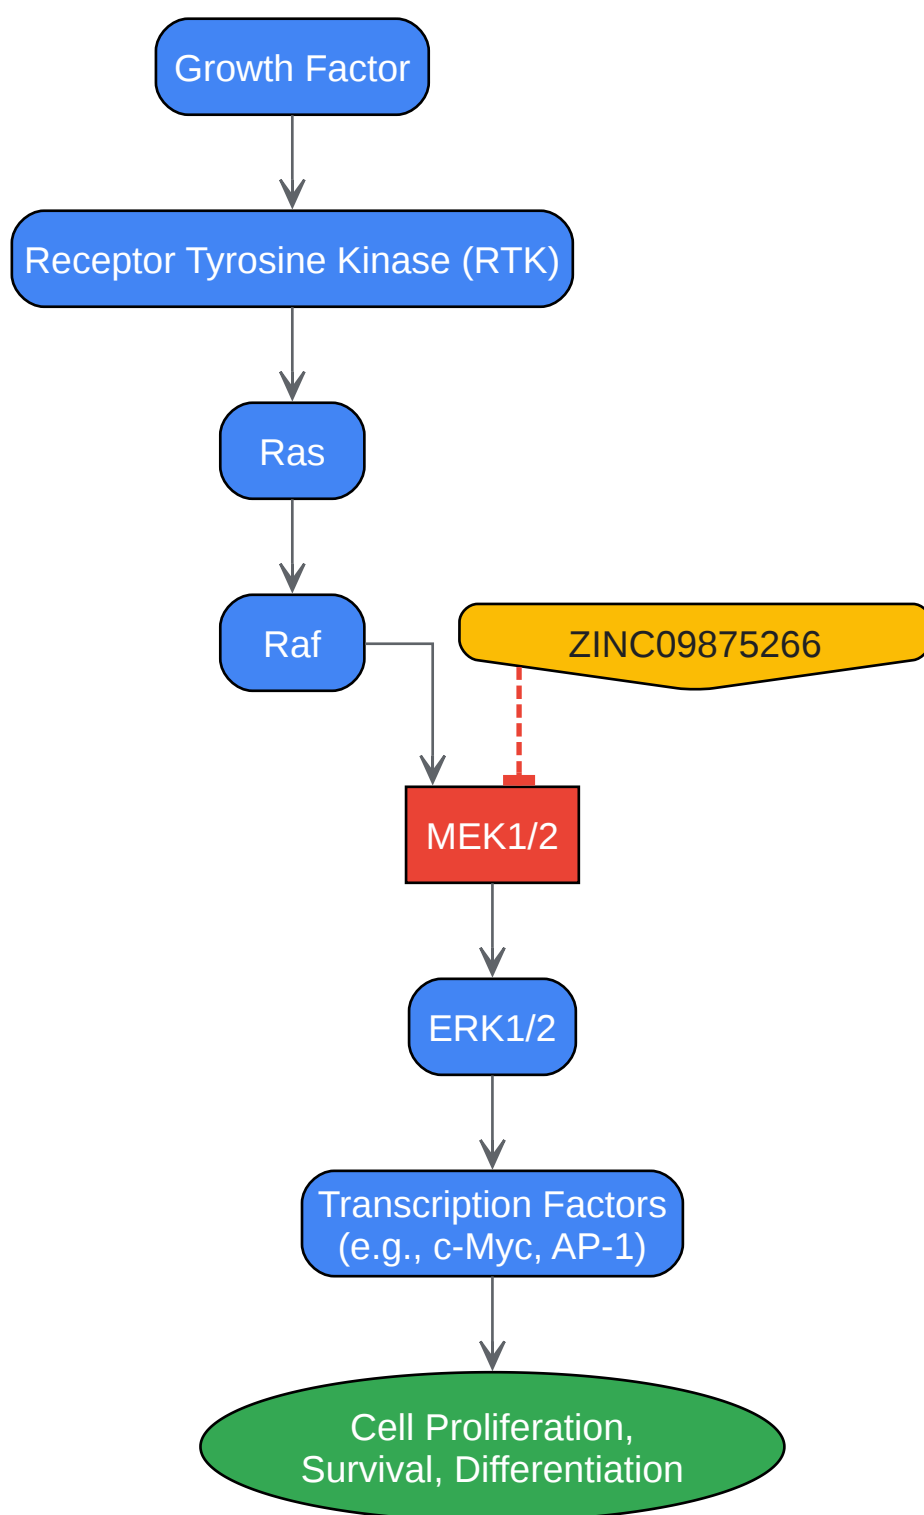 Growth Factor
Receptor Tyrosine Kinase (RTK)
Ras
Raf
ZINC09875266
MEK1/2
ERK1/2
Transcription Factors
(e.g., c-Myc, AP-1)
Cell Proliferation,
Survival, Differentiation